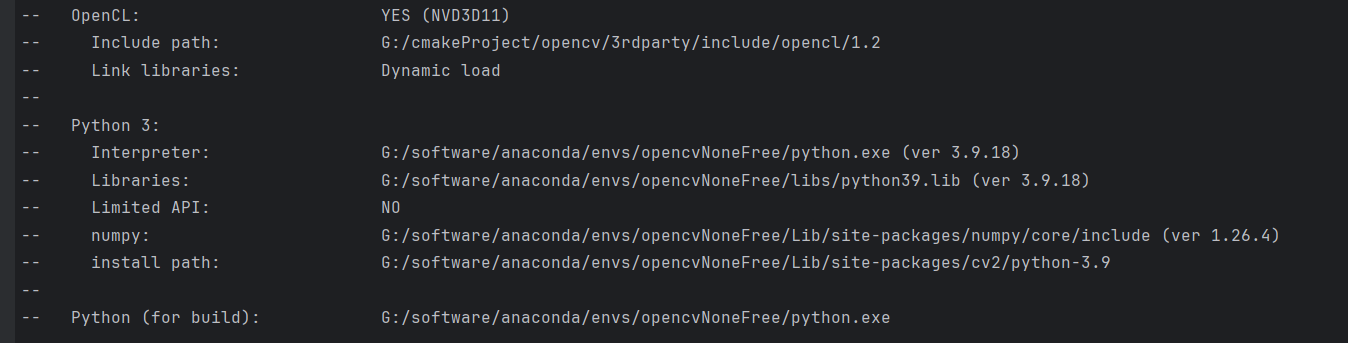 --   OpenCL:                        YES (NVD3D11)
--     Include path:                G:/cmakeProject/opencv/3rdparty/include/opencl/1.2
--     Link libraries:              Dynamic load
--
--   Python 3:
--     Interpreter:                 G:/software/anaconda/envs/opencvNoneFree/python.exe (ver 3.9.18)
--     Libraries:                   G:/software/anaconda/envs/opencvNoneFree/libs/python39.lib (ver 3.9.18)
--     Limited API:                 NO
--     numpy:                       G:/software/anaconda/envs/opencvNoneFree/Lib/site-packages/numpy/core/include (ver 1.26.4)
--     install path:                G:/software/anaconda/envs/opencvNoneFree/Lib/site-packages/cv2/python-3.9
--
--   Python (for build):            G:/software/anaconda/envs/opencvNoneFree/python.exe